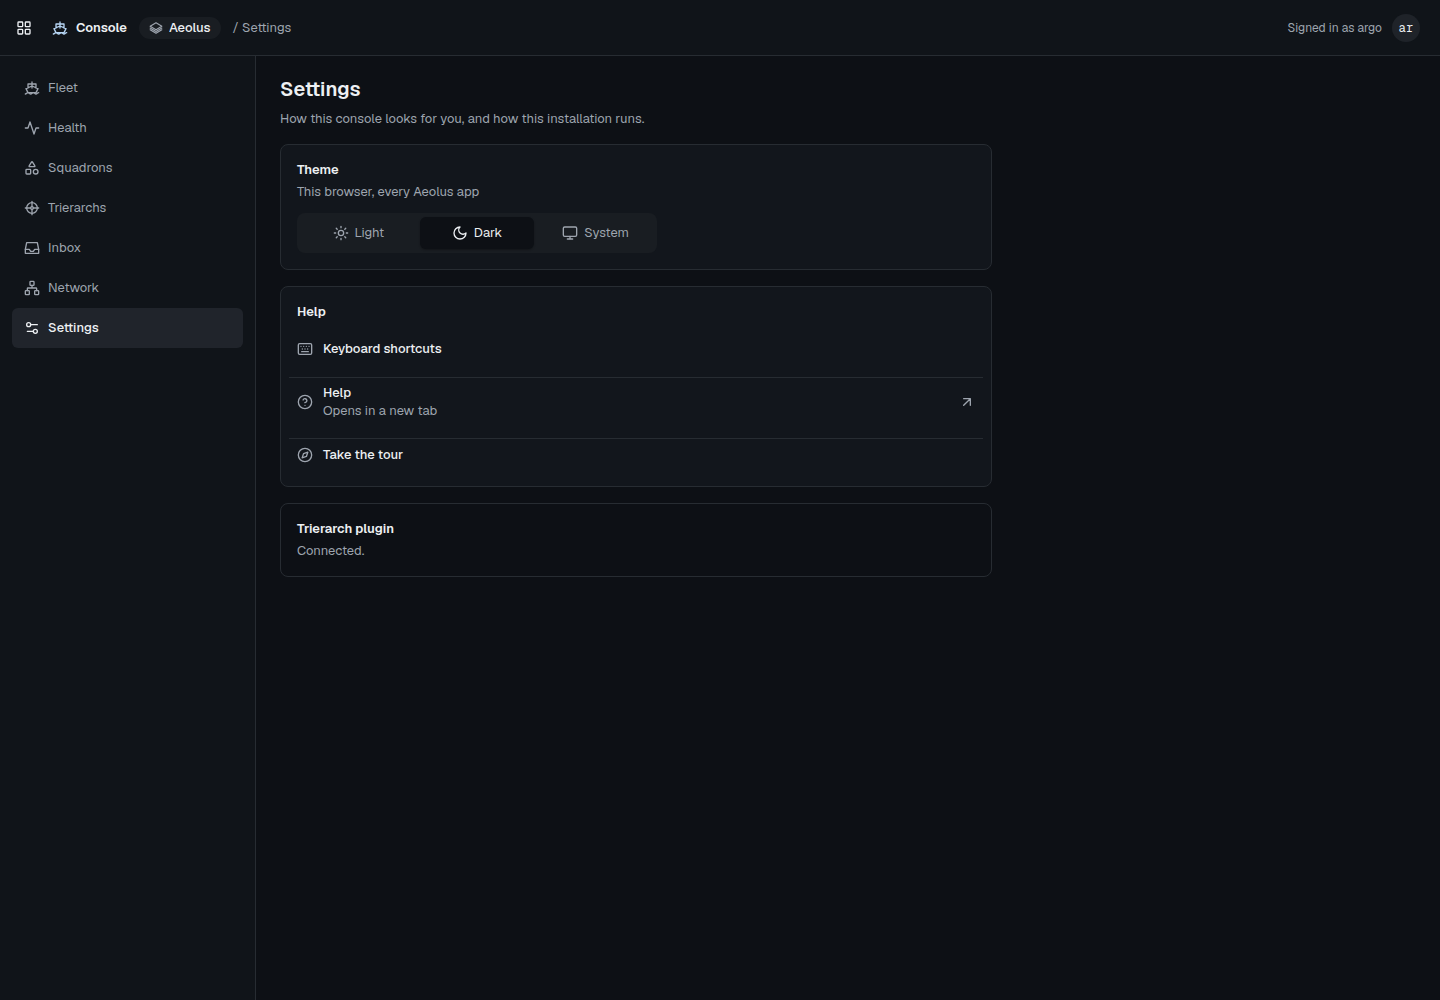 Console
Aeolus
/ Settings
Signed in as argo
ar
Fleet
Health
Squadrons
Trierarchs
Inbox
Network
Settings
Settings
How this console looks for you, and how this installation runs.
Theme
This browser, every Aeolus app
Light
Dark
System
Help
Keyboard shortcuts
Help
Opens in a new tab
Take the tour
Trierarch plugin
Connected.